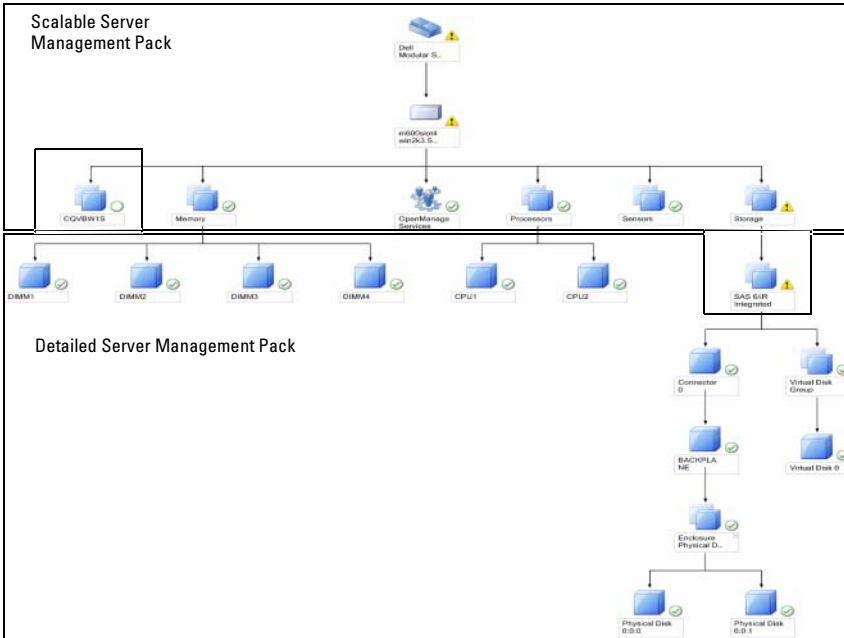 Scalable Server
Management Pack
Dell
Modular S..
win2k3.S...
CQVBW1S
Memory
OpenManage
Services
Processors
Sensors
Storage
DIMM1
DIMM2
DIMM3
DIMM4
CPU1
CPU2
SAS 6/iR
Integrated
Detailed Server Management Pack
Connector
0
Virtual Disk
Group
BACKPLA
NE
Virtual Disk 0
Enclosure
Physical D..
Physical Disk
0:0:0
Physical Disk
0:0:1